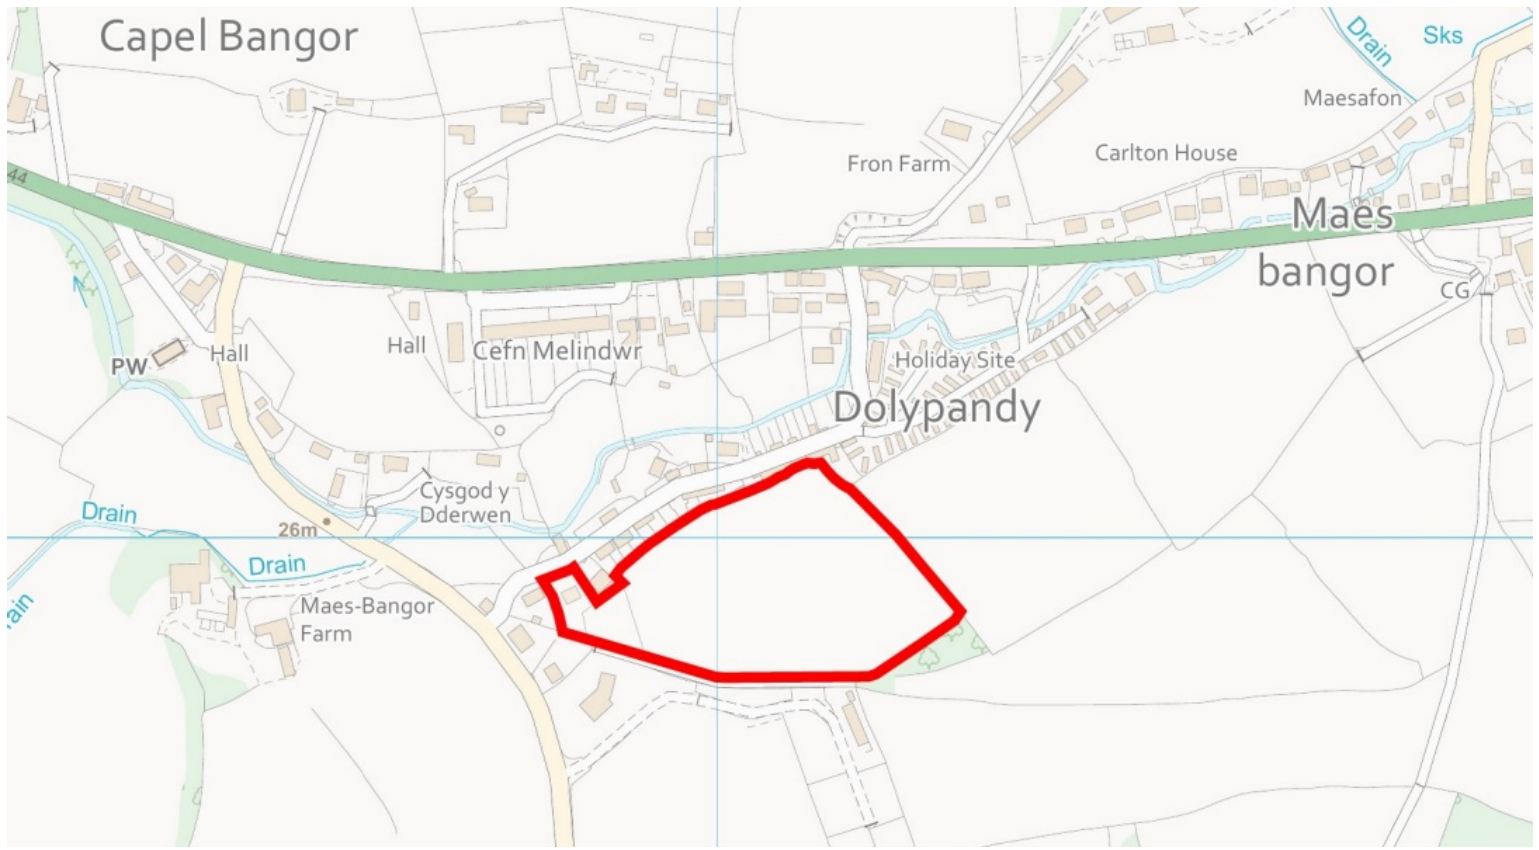 Capel Bangor
Drain
Sks
Maesafon
Carlton House
Fron Farm
44
Maes
bangor
CG
Hall
Hall
Cefn Melindwr
PW
Holiday Site
Dolypandy
Cysgod y
Dderwen
Drain
26m
Drain
ain
Maes-Bangor
Farm